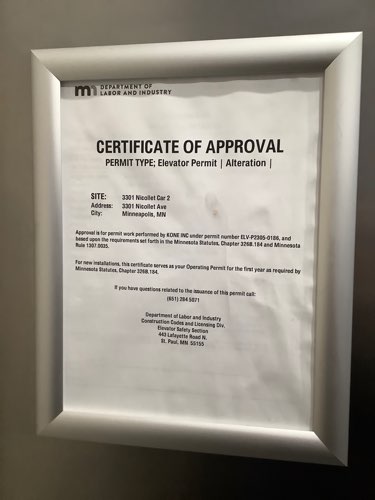 mn DEPARTMENT OF
LABOR AND INDUSTRY
CERTIFICATE OF APPROVAL
PERMIT TYPE; Elevator Permit | Alteration |
SITE: 3301 Nicollet Car 2
Address: 3301 Nicollet Ave
City: Minneapolis, MN
Approval is for permit work performed by KONE INC under permit number ELV-P2305-0186, and
based upon the requirements set forth in the Minnesota Statutes, Chapter 326B.184 and Minnesota
Rule 1307.0035.
For new installations, this certificate serves as your Operating Permit for the first year as required by
Minnesota Statutes, Chapter 326B.184.
If you have questions related to the issuance of this permit call:
(651) 284 5071
Department of Labor and Industry
Construction Codes and Licensing Div.
Elevator Safety Section
443 Lafayette Road N.
St. Paul, MN 55155